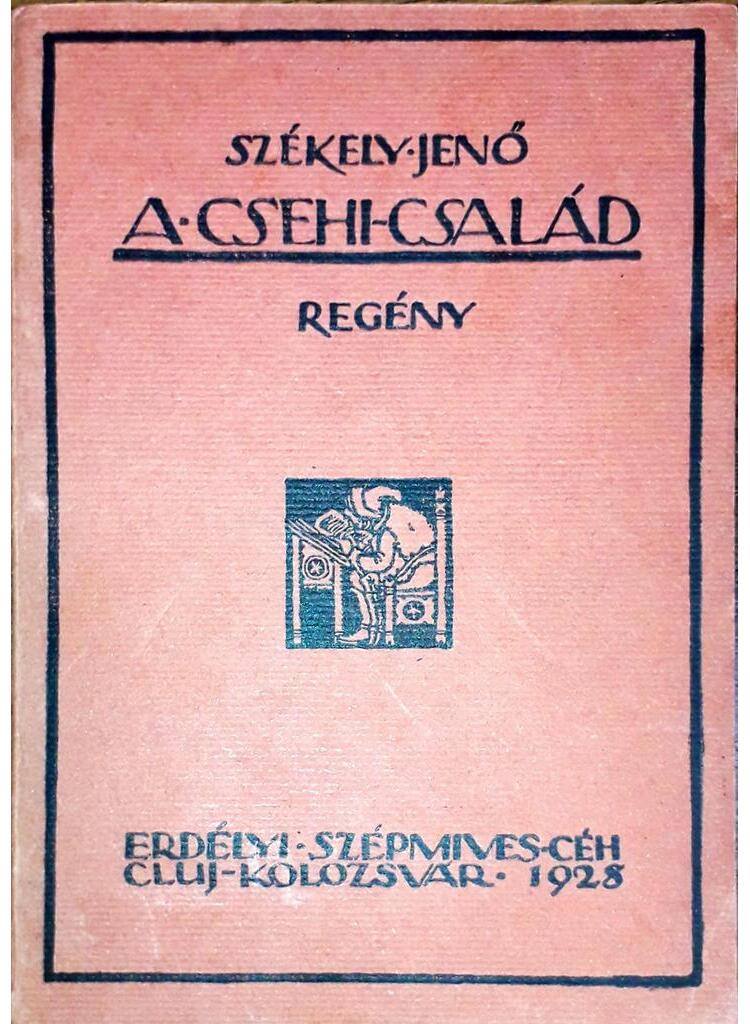 SZÉKELY·JENŐ
A·CSEHI-CSALÁD
REGÉNY
ERDÉLYI·SZÉPMIVES-CÉH
CLUJ-KOLOZSVÁR·1928